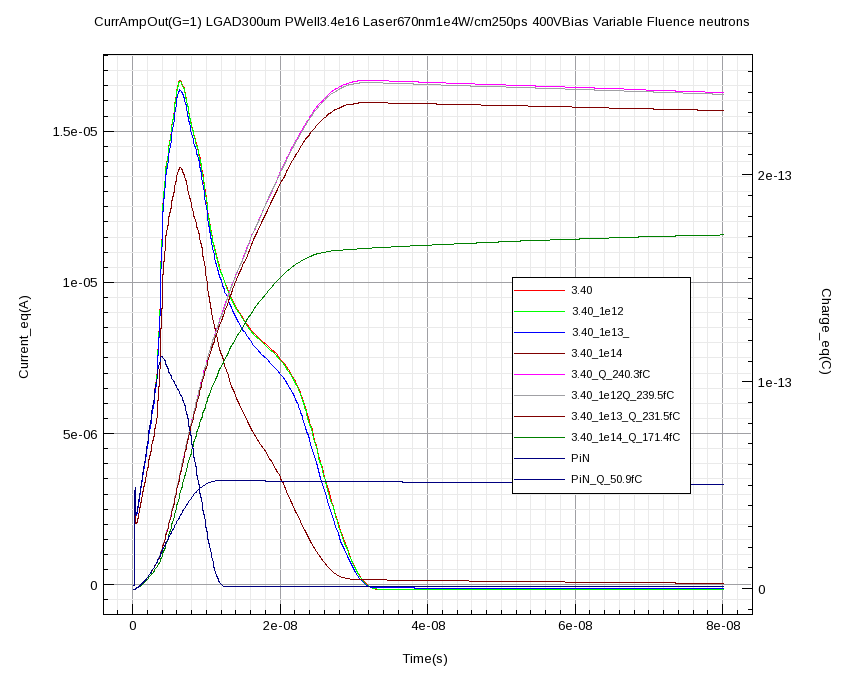 CurrAmpOut(G=1) LGAD300um PWell3.4e16 Laser670nm1e4W/cm250ps 400VBias Variable Fluence neutrons
1.5e-05
1e-05
5e-06
0
Current_eq(A)
2e-13
1e-13
0
Charge_eq(C)
3.40
3.40_1e12
3.40_1e13_
3.40_1e14
3.40_Q_240.3fC
3.40_1e12Q_239.5fC
3.40_1e13_Q_231.5fC
3.40_1e14_Q_171.4fC
PiN
PiN_Q_50.9fC
0 2e-08 4e-08 6e-08 8e-08
Time(s)